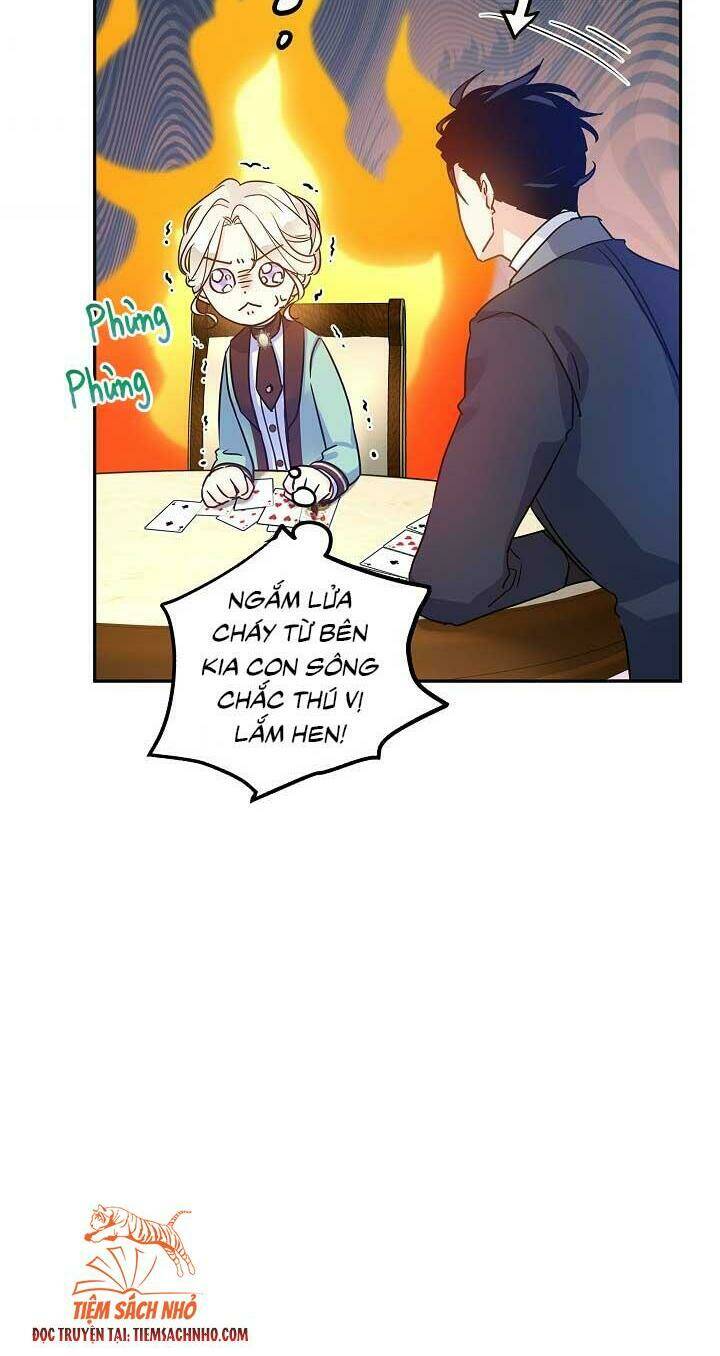 Phừng
Phừng
NGẮM LỬA
CHÁY TỪ BÊN
KIA CON SÔNG
CHẮC THÚ VỊ
LẮM HEN!
TIỆM SÁCH NHỎ
ĐỌC TRUYỆN TẠI: TIEMSACHNHO.COM